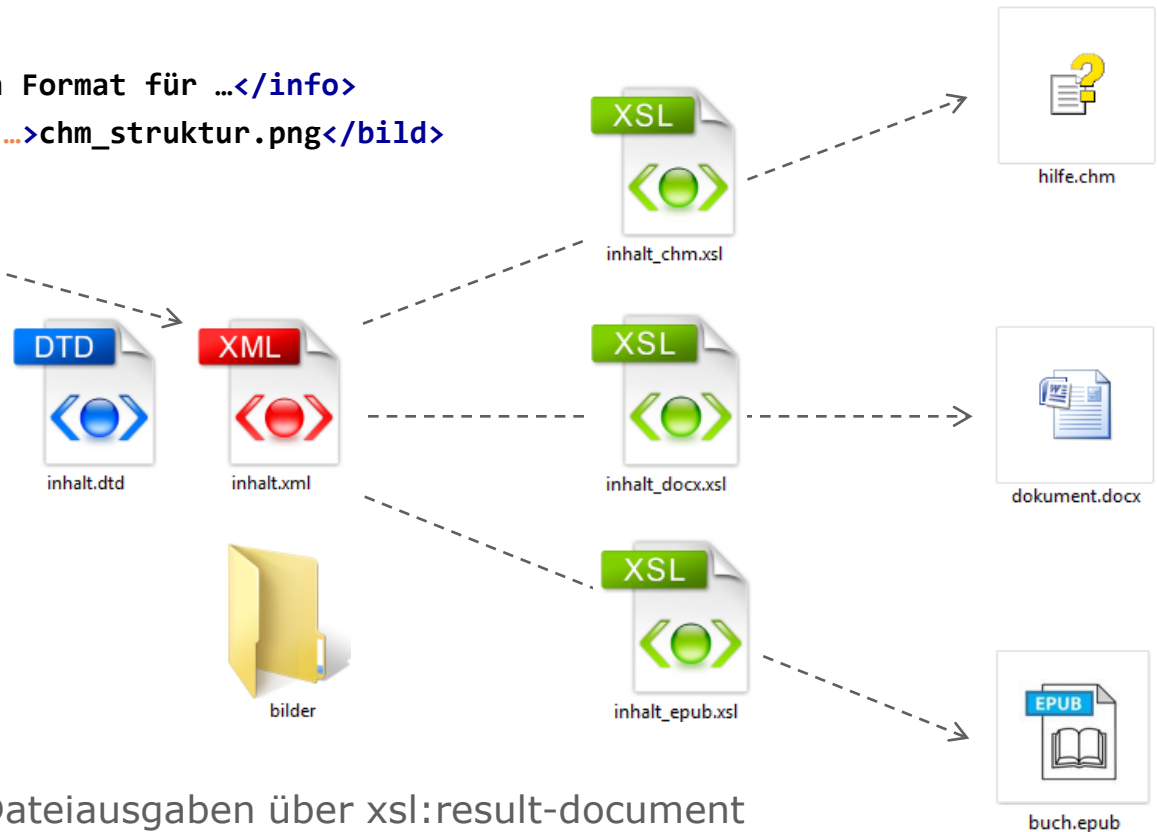 Format für …</info>
…>chm_struktur.png</bild>
XSL
inhalt_chm.xsl
hilfe.chm
DTD
inhalt.dtd
XML
inhalt.xml
XSL
inhalt_docx.xsl
W
dokument.docx
bilder
XSL
inhalt_epub.xsl
EPUB
buch.epub
Dateiausgaben über xsl:result-document